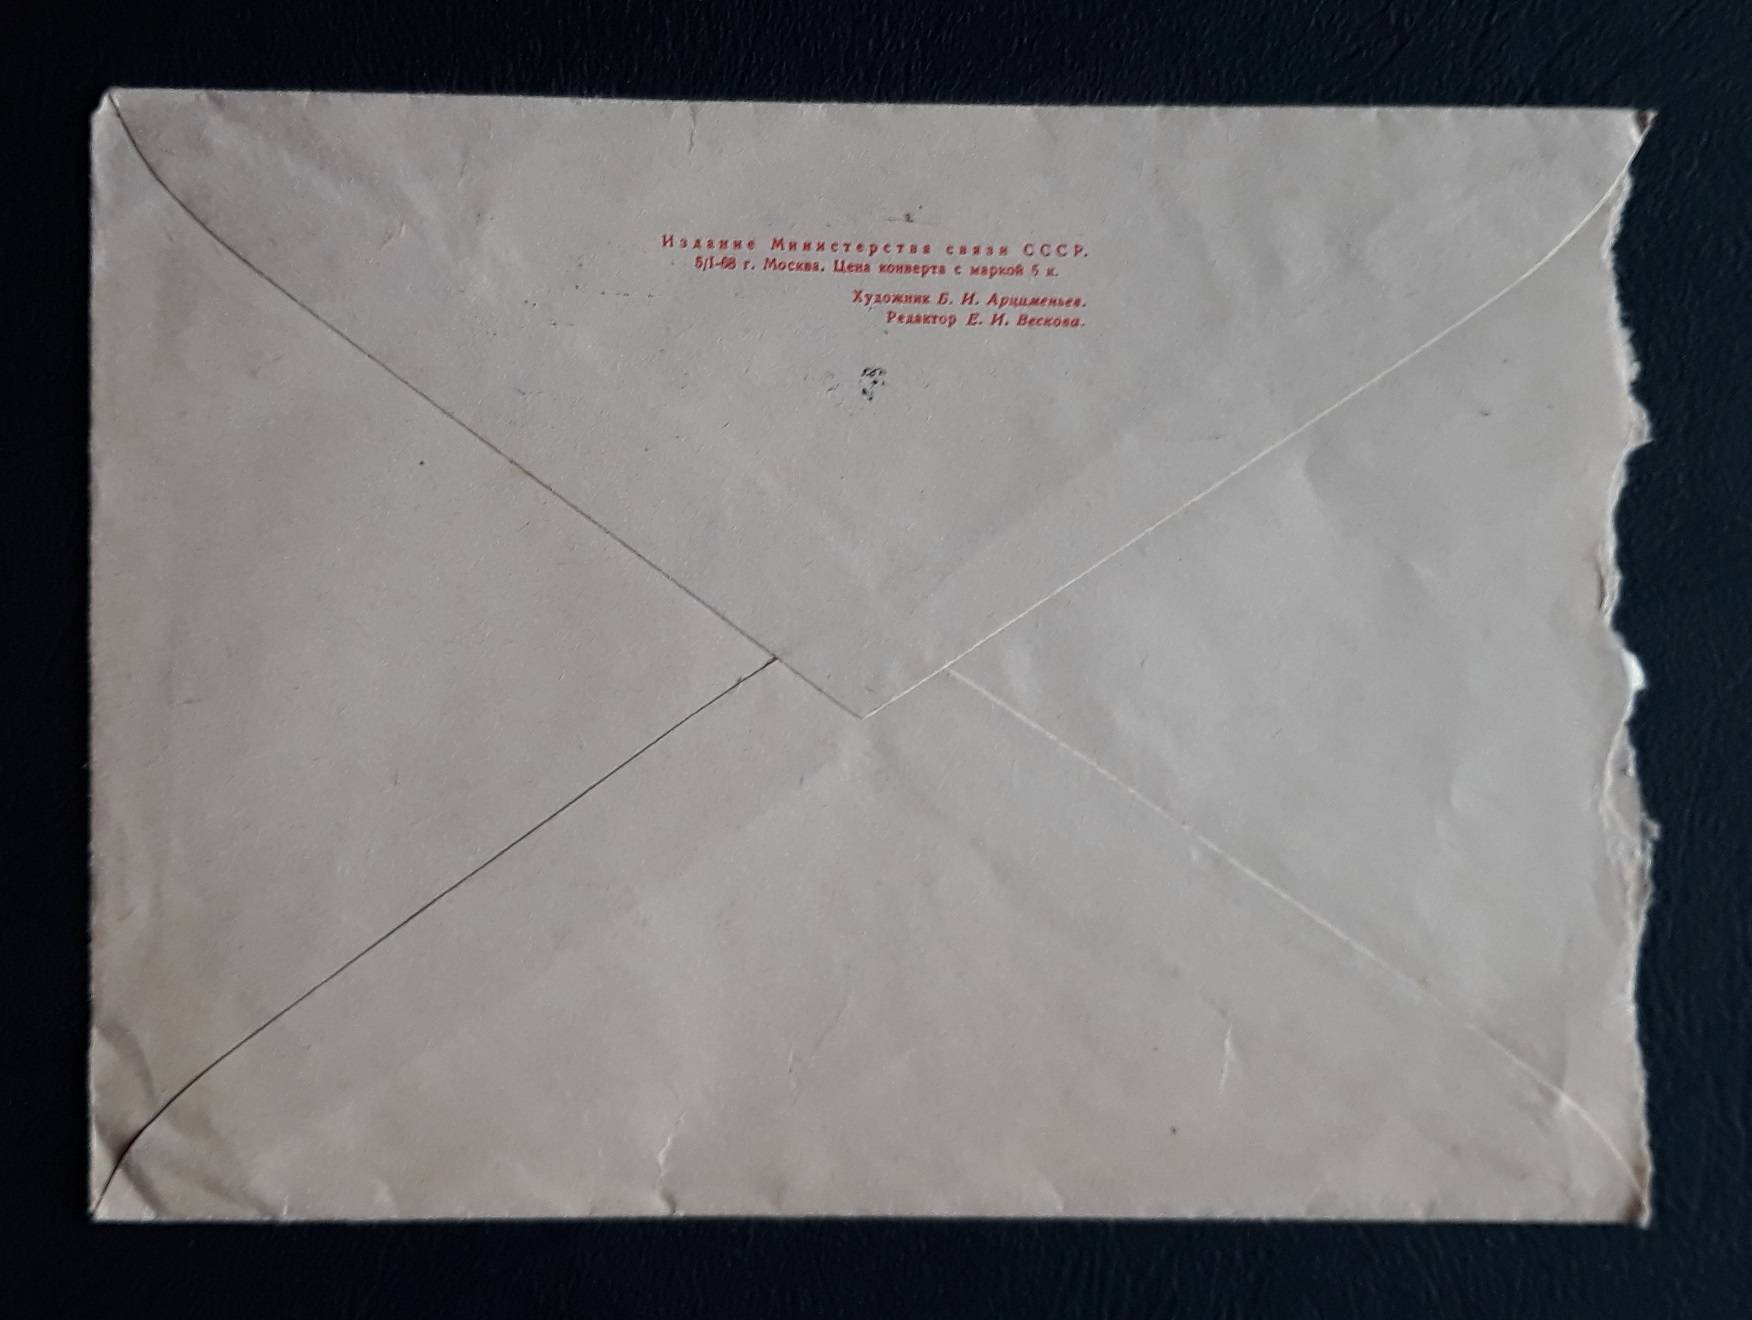 Издание Министерства связи СССР.
5/I-68 г. Москва. Цена конверта с маркой 5 к.
Художник Б. И. Арцименьев.
Редактор Е. И. Вескова.